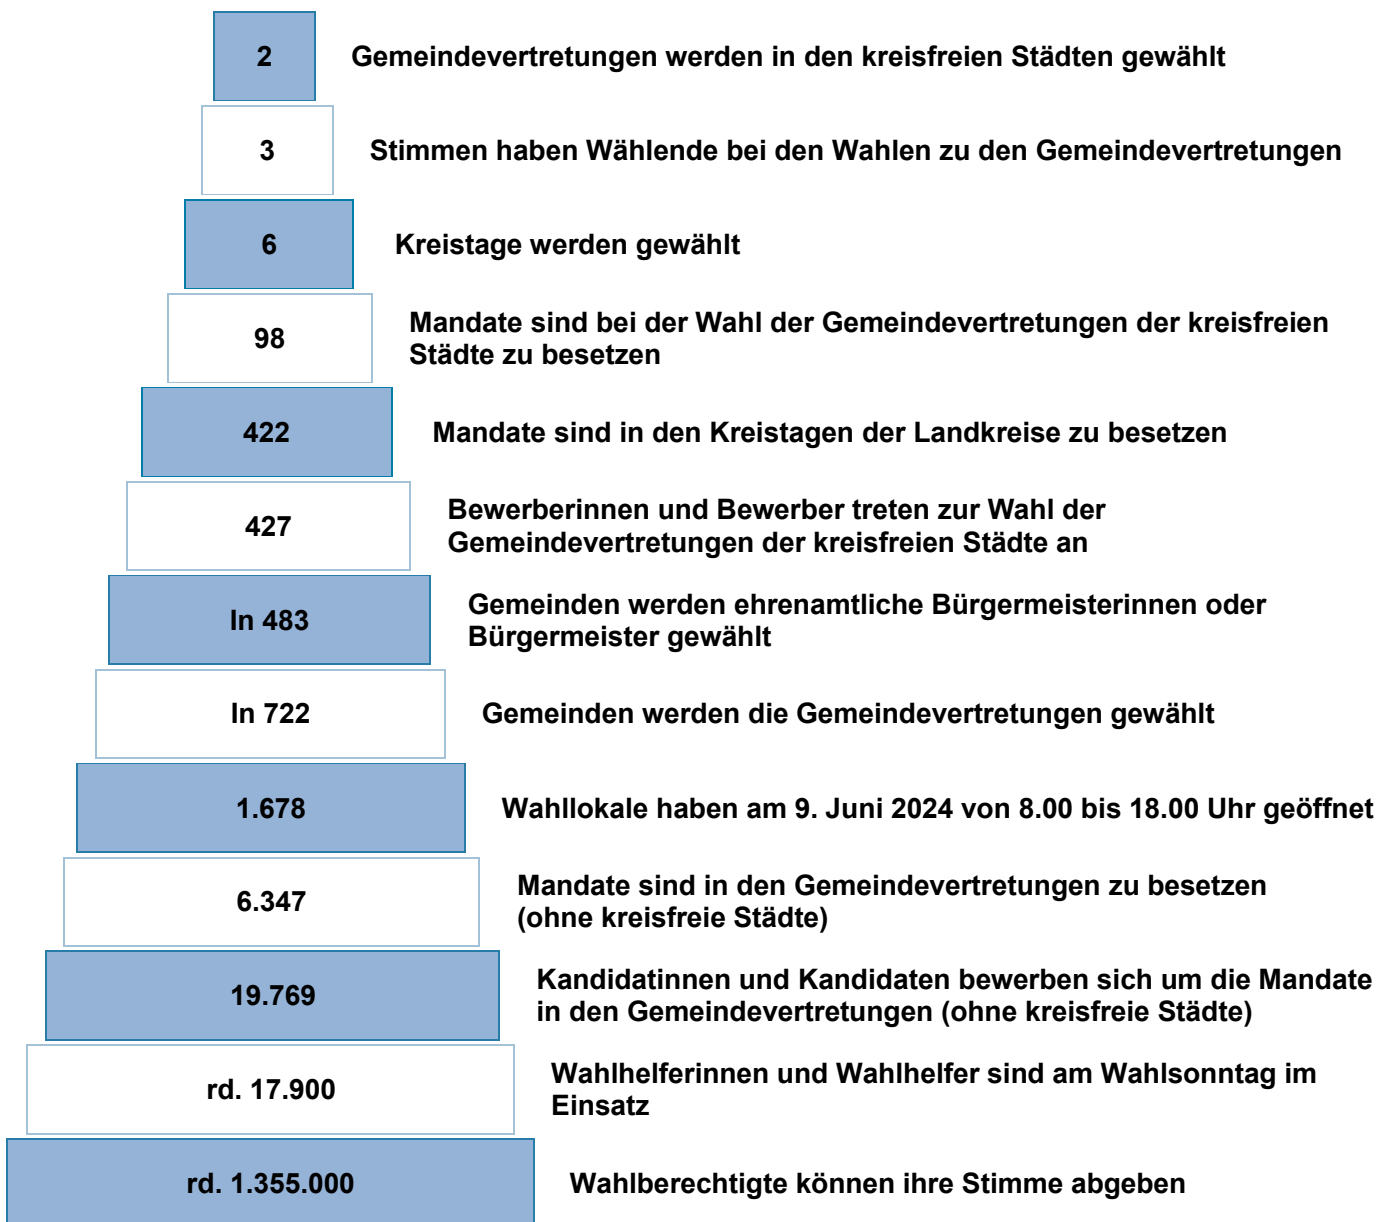 2
Gemeindevertretungen werden in den kreisfreien Städten gewählt
3
Stimmen haben Wählende bei den Wahlen zu den Gemeindevertretungen
6
Kreistage werden gewählt
98
Mandate sind bei der Wahl der Gemeindevertretungen der kreisfreien
Städte zu besetzen
422
Mandate sind in den Kreistagen der Landkreise zu besetzen
427
Bewerberinnen und Bewerber treten zur Wahl der
Gemeindevertretungen der kreisfreien Städte an
In 483
Gemeinden werden ehrenamtliche Bürgermeisterinnen oder
Bürgermeister gewählt
In 722
Gemeinden werden die Gemeindevertretungen gewählt
1.678
Wahllokale haben am 9. Juni 2024 von 8.00 bis 18.00 Uhr geöffnet
6.347
Mandate sind in den Gemeindevertretungen zu besetzen
(ohne kreisfreie Städte)
19.769
Kandidatinnen und Kandidaten bewerben sich um die Mandate
in den Gemeindevertretungen (ohne kreisfreie Städte)
rd. 17.900
Wahlhelferinnen und Wahlhelfer sind am Wahlsonntag im
Einsatz
rd. 1.355.000
Wahlberechtigte können ihre Stimme abgeben